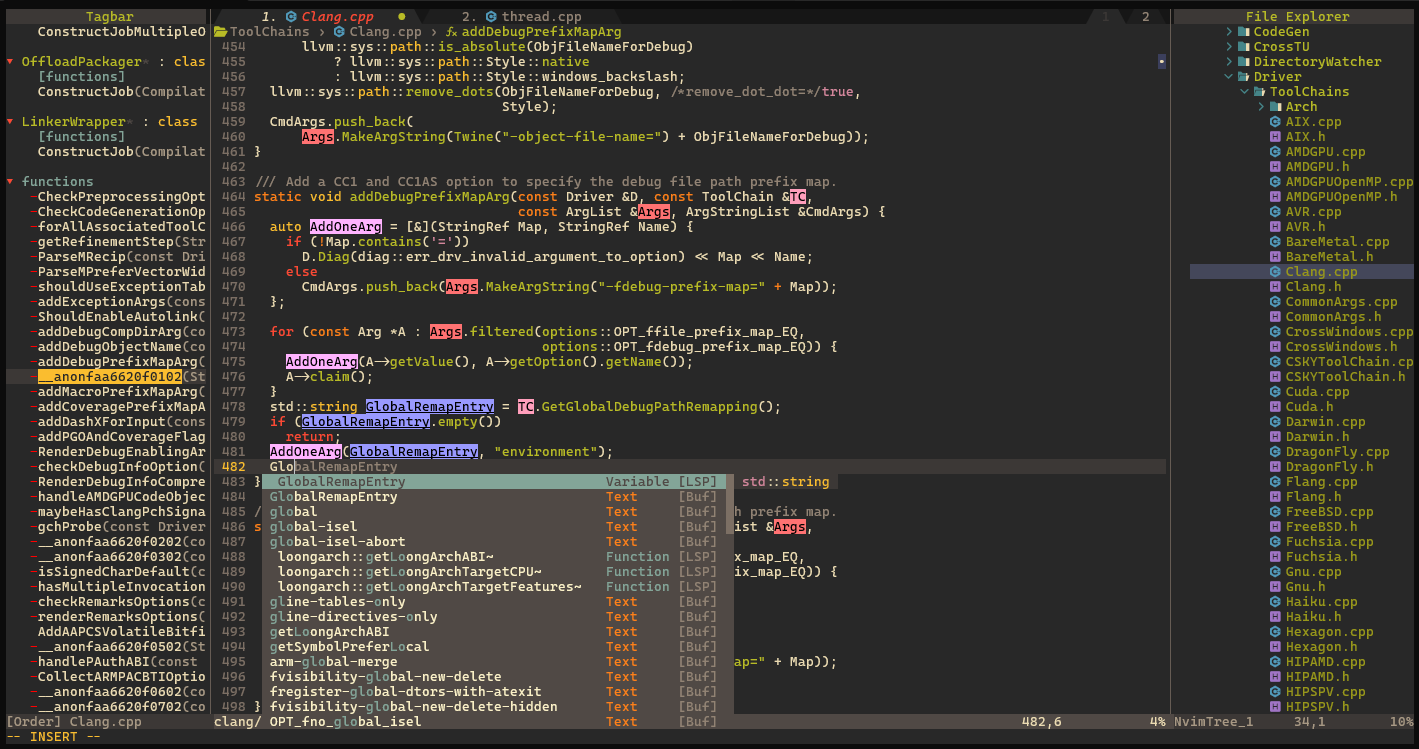 Tagbar
ConstructJobMultipleO
OffloadPackager* : clas
[functions]
ConstructJob(Compilat
LinkerWrapper* : class
[functions]
ConstructJob(Compilat
functions
-CheckPreprocessingOpt
-CheckCodeGenerationOp
-forAllAssociatedToolC
-getRefinementStep(Str
-ParseMRecip(const Dri
-ParseMPreferVectorWid
-shouldUseExceptionTab
-addExceptionArgs(cons
-ShouldEnableAutolink(
-addDebugCompDirArg(co
-addDebugObjectName(co
-addDebugPrefixMapArg(
-__anonfaa6620f0102(St
-addMacroPrefixMapArg(
-addCoveragePrefixMapA
-addDashXForInput(cons
-addPGOAndCoverageFlag
-RenderDebugEnablingAr
-checkDebugInfoOption(
-RenderDebugInfoCompre
-handleAMDGPUCodeObjec
-maybeHasClangPchSigna
-gchProbe(const Driver
-__anonfaa6620f0202(co
-__anonfaa6620f0302(co
-isSignedCharDefault(c
-hasMultipleInvocation
-checkRemarksOptions(c
-renderRemarksOptions(
AddAAPCSVolatileBitfi
-__anonfaa6620f0502(St
-handlePAuthABI(const
-CollectARMPACBTIOptio
-__anonfaa6620f0602(co
-__anonfaa6620f0702(co
[Order] Clang.cpp
-- INSERT --
1. Clang.cpp ● 2. thread.cpp 1 2
ToolChains › Clang.cpp › addDebugPrefixMapArg
454 llvm::sys::path::is_absolute(ObjFileNameForDebug)
455 ? llvm::sys::path::Style::native
456 : llvm::sys::path::Style::windows_backslash;
457 llvm::sys::path::remove_dots(ObjFileNameForDebug, /*remove_dot_dot=*/true,
458 Style);
459 CmdArgs.push_back(
460 Args.MakeArgString(Twine("-object-file-name=") + ObjFileNameForDebug));
461 }
462
463 /// Add a CC1 and CC1AS option to specify the debug file path prefix map.
464 static void addDebugPrefixMapArg(const Driver &D, const ToolChain &TC,
465 const ArgList &Args, ArgStringList &CmdArgs) {
466 auto AddOneArg = [&](StringRef Map, StringRef Name) {
467 if (!Map.contains('='))
468 D.Diag(diag::err_drv_invalid_argument_to_option) << Map << Name;
469 else
470 CmdArgs.push_back(Args.MakeArgString("-fdebug-prefix-map=" + Map));
471 };
472
473 for (const Arg *A : Args.filtered(options::OPT_ffile_prefix_map_EQ,
474 options::OPT_fdebug_prefix_map_EQ)) {
475 AddOneArg(A->getValue(), A->getOption().getName());
476 A->claim();
477 }
478 std::string GlobalRemapEntry = TC.GetGlobalDebugPathRemapping();
479 if (GlobalRemapEntry.empty())
480 return;
481 AddOneArg(GlobalRemapEntry, "environment");
482 GlobalRemapEntry
483 } GlobalRemapEntry Variable [LSP] std::string
484 GlobalRemapEntry Text [Buf]
485 / global Text [Buf] h prefix map.
486 s global-isel Text [Buf] ist &Args,
487 global-isel-abort Text [Buf]
488 loongarch::getLoongArchABI~ Function [LSP] ix_map_EQ,
489 loongarch::getLoongArchTargetCPU~ Function [LSP] ix_map_EQ)) {
490 loongarch::getLoongArchTargetFeatures~ Function [LSP]
491 gline-tables-only Text [Buf]
492 gline-directives-only Text [Buf]
493 getLoongArchABI Text [Buf]
494 getSymbolPreferLocal Text [Buf]
495 arm-global-merge Text [Buf] ap=" + Map));
496 fvisibility-global-new-delete Text [Buf]
497 fregister-global-dtors-with-atexit Text [Buf]
498 } fvisibility-global-new-delete-hidden Text [Buf]
clang/ OPT_fno_global_isel Text [Buf] 482,6 4%
File Explorer
CodeGen
CrossTU
DirectoryWatcher
Driver
ToolChains
Arch
AIX.cpp
AIX.h
AMDGPU.cpp
AMDGPU.h
AMDGPUOpenMP.cpp
AMDGPUOpenMP.h
AVR.cpp
AVR.h
BareMetal.cpp
BareMetal.h
Clang.cpp
Clang.h
CommonArgs.cpp
CommonArgs.h
CrossWindows.cpp
CrossWindows.h
CSKYToolChain.cp
CSKYToolChain.h
Cuda.cpp
Cuda.h
Darwin.cpp
Darwin.h
DragonFly.cpp
DragonFly.h
Flang.cpp
Flang.h
FreeBSD.cpp
FreeBSD.h
Fuchsia.cpp
Fuchsia.h
Gnu.cpp
Gnu.h
Haiku.cpp
Haiku.h
Hexagon.cpp
Hexagon.h
HIPAMD.cpp
HIPAMD.h
HIPSPV.cpp
HIPSPV.h
NvimTree_1 34,1 10%